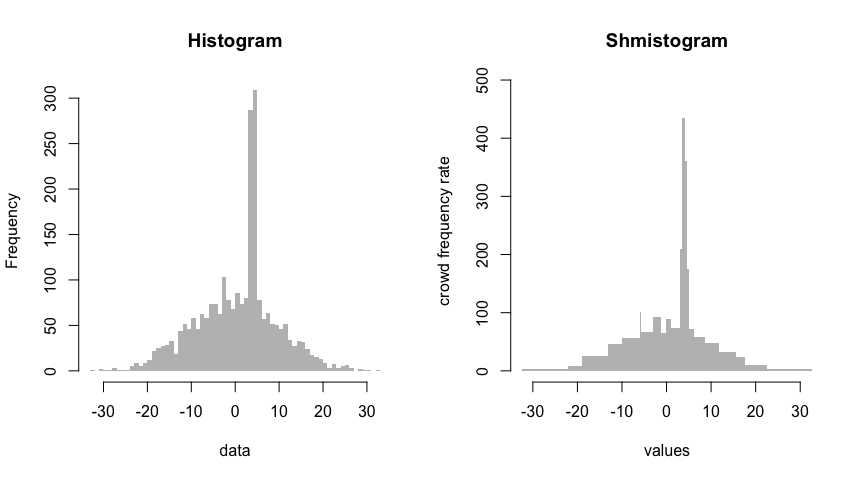 Histogram
Frequency
0 50 100 150 200 250 300
-30 -20 -10 0 10 20 30
data
Shmistogram
crowd frequency rate
0 100 200 300 400 500
-30 -20 -10 0 10 20 30
values